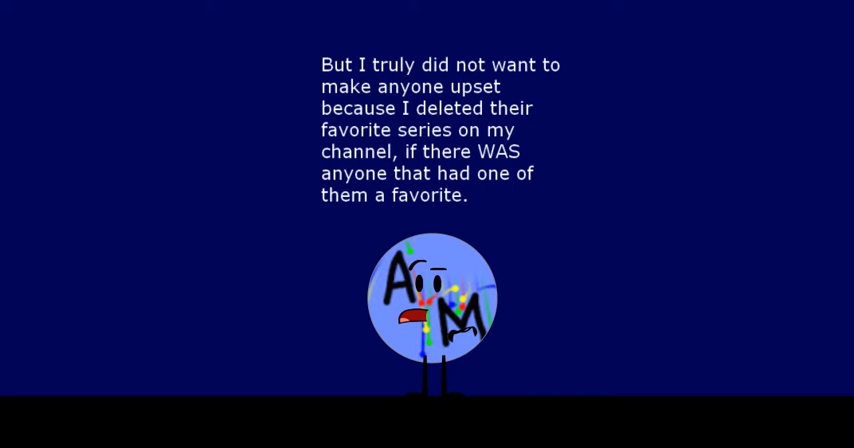 But I truly did not want to
make anyone upset
because I deleted their
favorite series on my
channel, if there WAS
anyone that had one of
them a favorite.
A
M